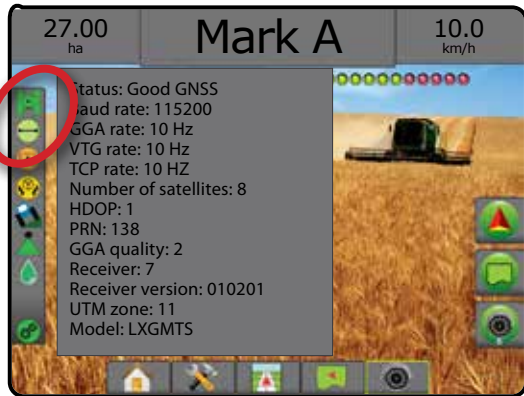 27.00
ha
Mark A
10.0
km/h
Status: Good GNSS
Baud rate: 115200
GGA rate: 10 Hz
VTG rate: 10 Hz
TCP rate: 10 HZ
Number of satellites: 8
HDOP: 1
PRN: 138
GGA quality: 2
Receiver: 7
Receiver version: 010201
UTM zone: 11
Model: LXGMTS